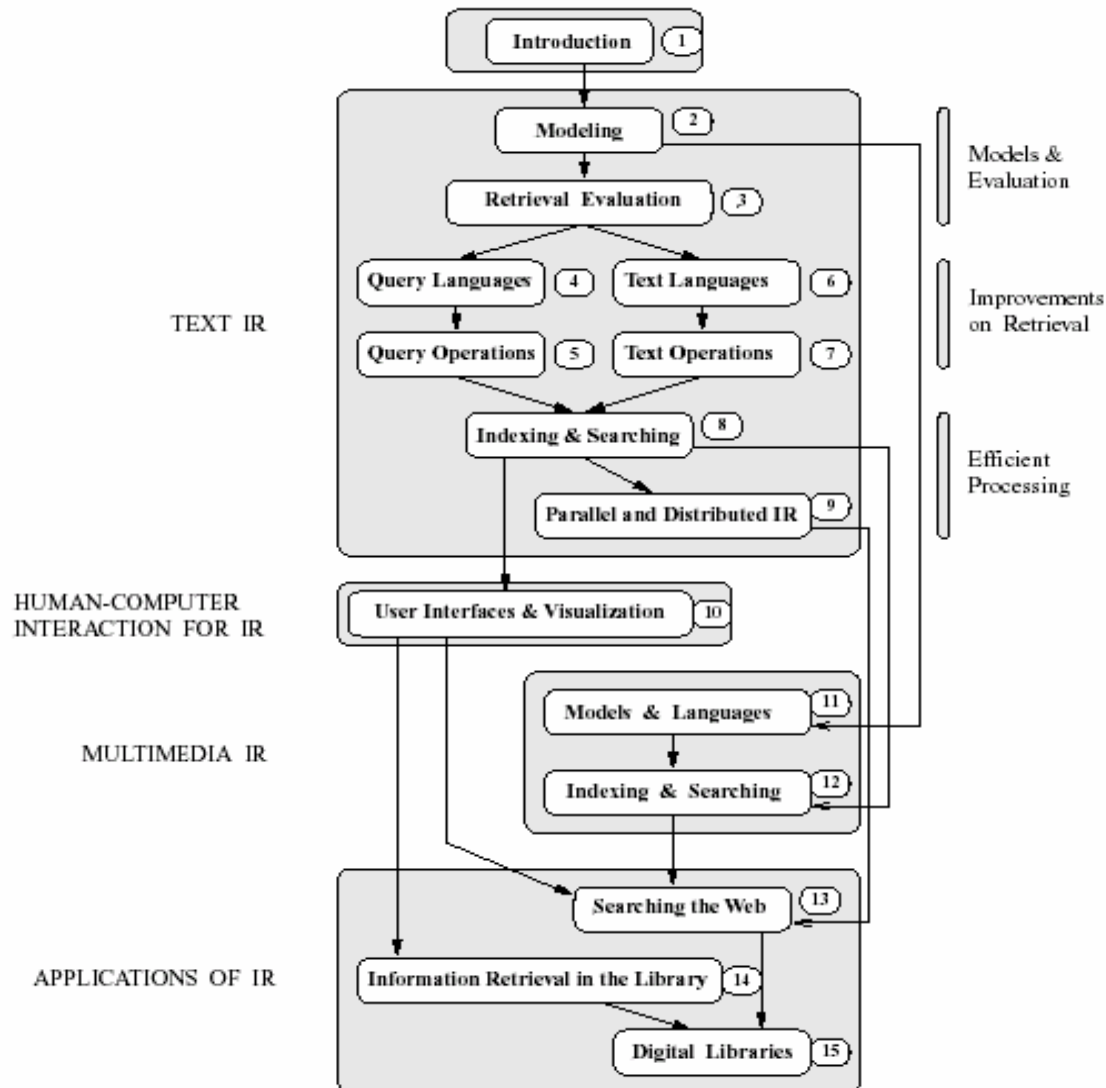 Introduction 1
Modeling 2
Models &
Evaluation
Retrieval Evaluation 3
Query Languages 4
Text Languages 6
TEXT IR
Improvements
on Retrieval
Query Operations 5
Text Operations 7
Indexing & Searching 8
Efficient
Processing
Parallel and Distributed IR 9
HUMAN-COMPUTER
INTERACTION FOR IR
User Interfaces & Visualization 10
Models & Languages 11
MULTIMEDIA IR
Indexing & Searching 12
Searching the Web 13
APPLICATIONS OF IR
Information Retrieval in the Library 14
Digital Libraries 15